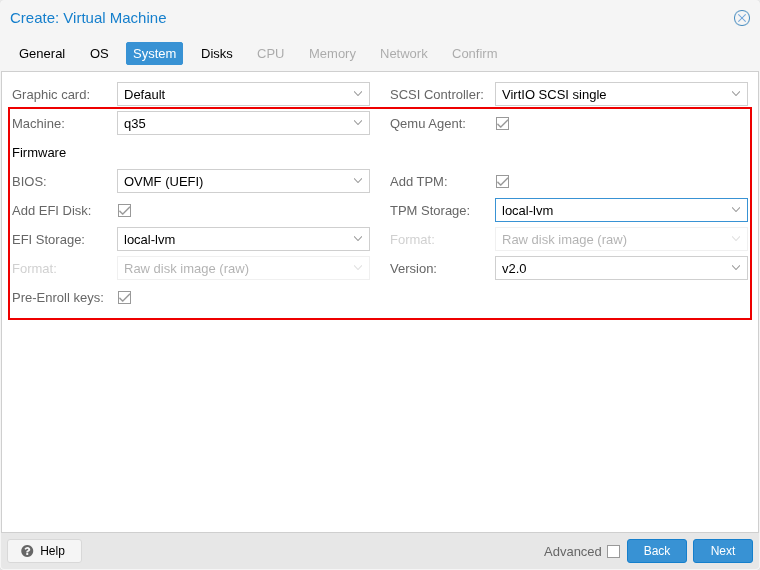 Create: Virtual Machine
General OS System Disks CPU Memory Network Confirm
Graphic card: Default SCSI Controller: VirtIO SCSI single
Machine: q35 Qemu Agent:
Firmware
BIOS: OVMF (UEFI) Add TPM:
Add EFI Disk: TPM Storage: local-lvm
EFI Storage: local-lvm Format: Raw disk image (raw)
Format: Raw disk image (raw) Version: v2.0
Pre-Enroll keys:
Help Advanced Back Next